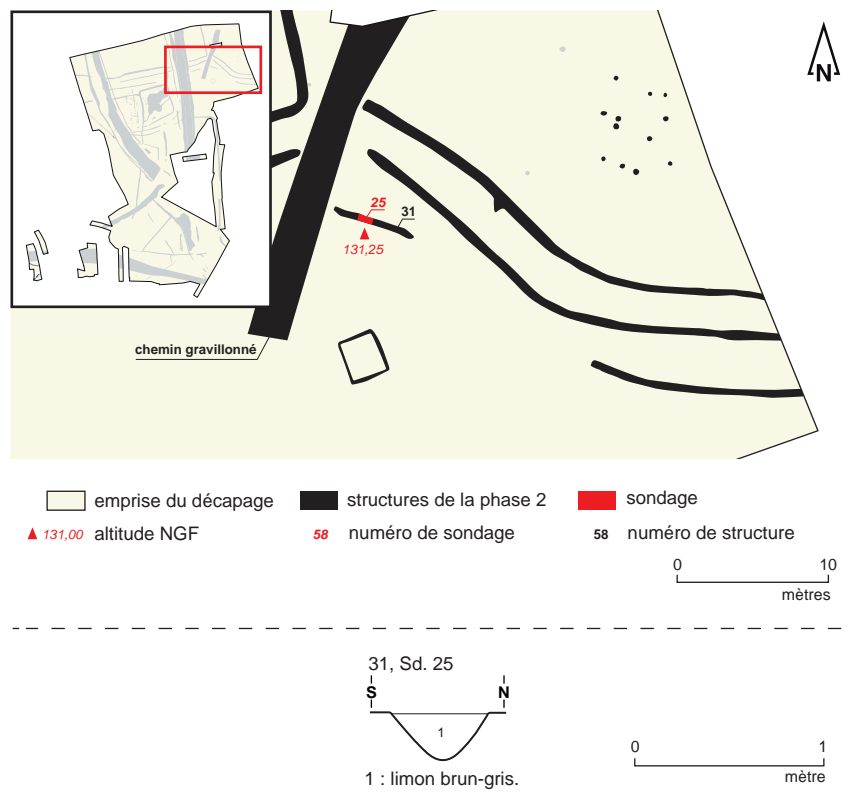 N
25
31
131,25
chemin gravillonné
emprise du décapage
structures de la phase 2
sondage
131,00 altitude NGF
58 numéro de sondage
58 numéro de structure
0 10
mètres
31, Sd. 25
S N
1
0 1
mètre
1 : limon brun-gris.